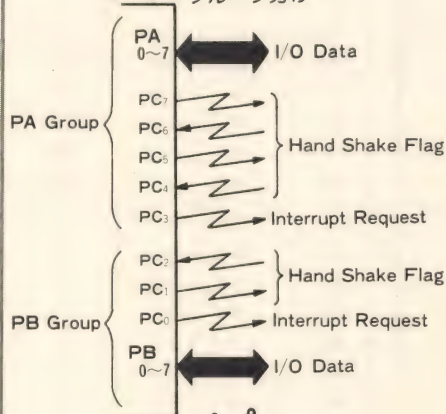 PA
0~7
I/O Data
PA Group
PC7
PC6
PC5
PC4
Hand Shake Flag
PC3
Interrupt Request
PB Group
PC2
PC1
Hand Shake Flag
PC0
Interrupt Request
PB
0~7
I/O Data